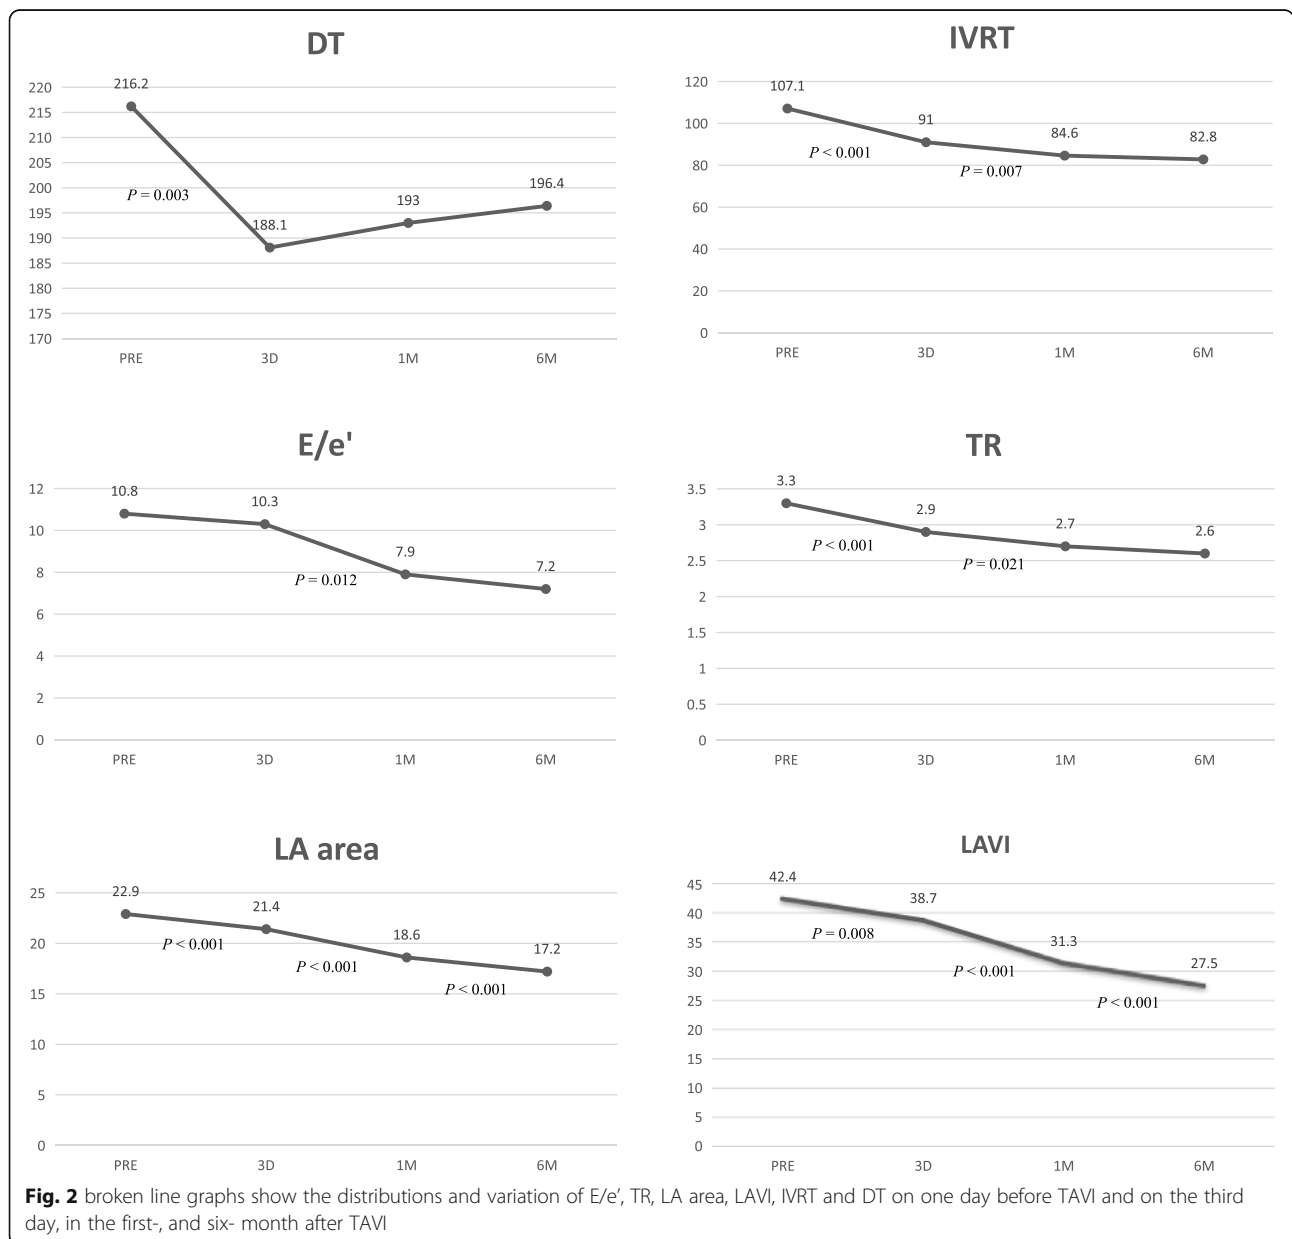 DT
216.2
220
215
210
205
200
195
190
185
180
175
170
P = 0.003
188.1
193
196.4
PRE 3D 1M 6M
IVRT
107.1
120
100
80
60
40
20
0
91
84.6
82.8
P < 0.001
P = 0.007
PRE 3D 1M 6M
E/e'
12
10
8
6
4
2
0
10.8
10.3
7.9
7.2
P = 0.012
PRE 3D 1M 6M
TR
3.5
3
2.5
2
1.5
1
0.5
0
3.3
2.9
2.7
2.6
P < 0.001
P = 0.021
PRE 3D 1M 6M
LA area
25
20
15
10
5
0
22.9
21.4
18.6
17.2
P < 0.001
P < 0.001
P < 0.001
PRE 3D 1M 6M
LAVI
45
40
35
30
25
20
15
10
5
0
42.4
38.7
31.3
27.5
P = 0.008
P < 0.001
P < 0.001
PRE 3D 1M 6M
Fig. 2 broken line graphs show the distributions and variation of E/e’, TR, LA area, LAVI, IVRT and DT on one day before TAVI and on the third
day, in the first-, and six- month after TAVI